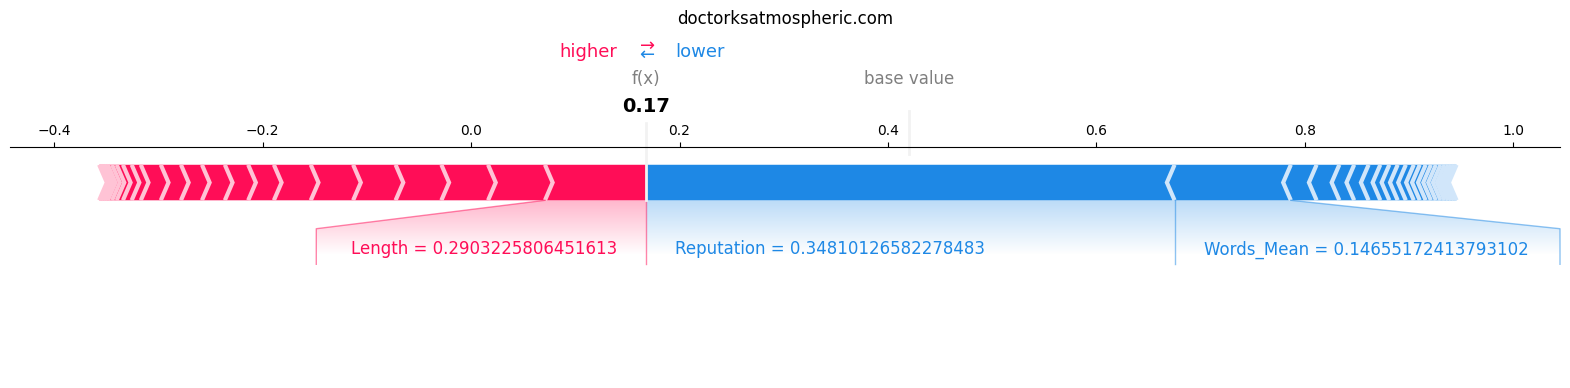 doctorksatmospheric.com
higher ⇄ lower
f(x) base value
0.17
−0.4 −0.2 0.0 0.2 0.4 0.6 0.8 1.0
Length = 0.2903225806451613 Reputation = 0.34810126582278483 Words_Mean = 0.14655172413793102